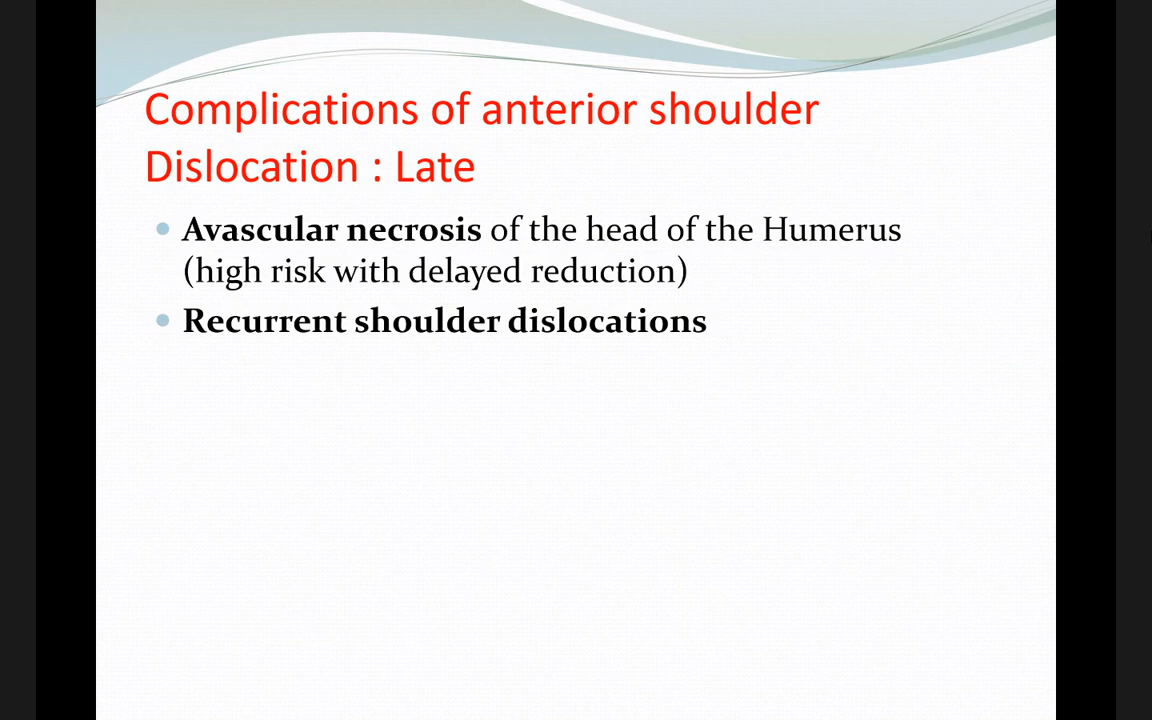 Complications of anterior shoulder
Dislocation : Late
Avascular necrosis of the head of the Humerus
(high risk with delayed reduction)
Recurrent shoulder dislocations